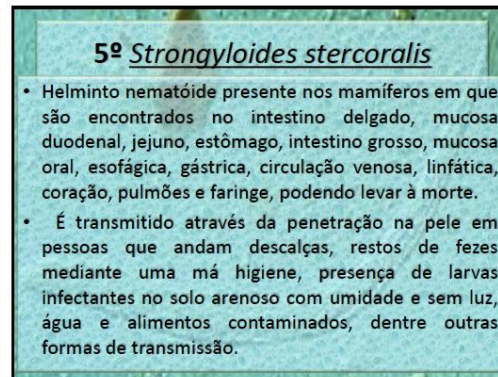 5º Strongyloides stercoralis
• Helminto nematóide presente nos mamíferos em que
são encontrados no intestino delgado, mucosa
duodenal, jejuno, estômago, intestino grosso, mucosa
oral, esofágica, gástrica, circulação venosa, linfática,
coração, pulmões e faringe, podendo levar à morte.
• É transmitido através da penetração na pele em
pessoas que andam descalças, restos de fezes
mediante uma má higiene, presença de larvas
infectantes no solo arenoso com umidade e sem luz,
água e alimentos contaminados, dentre outras
formas de transmissão.